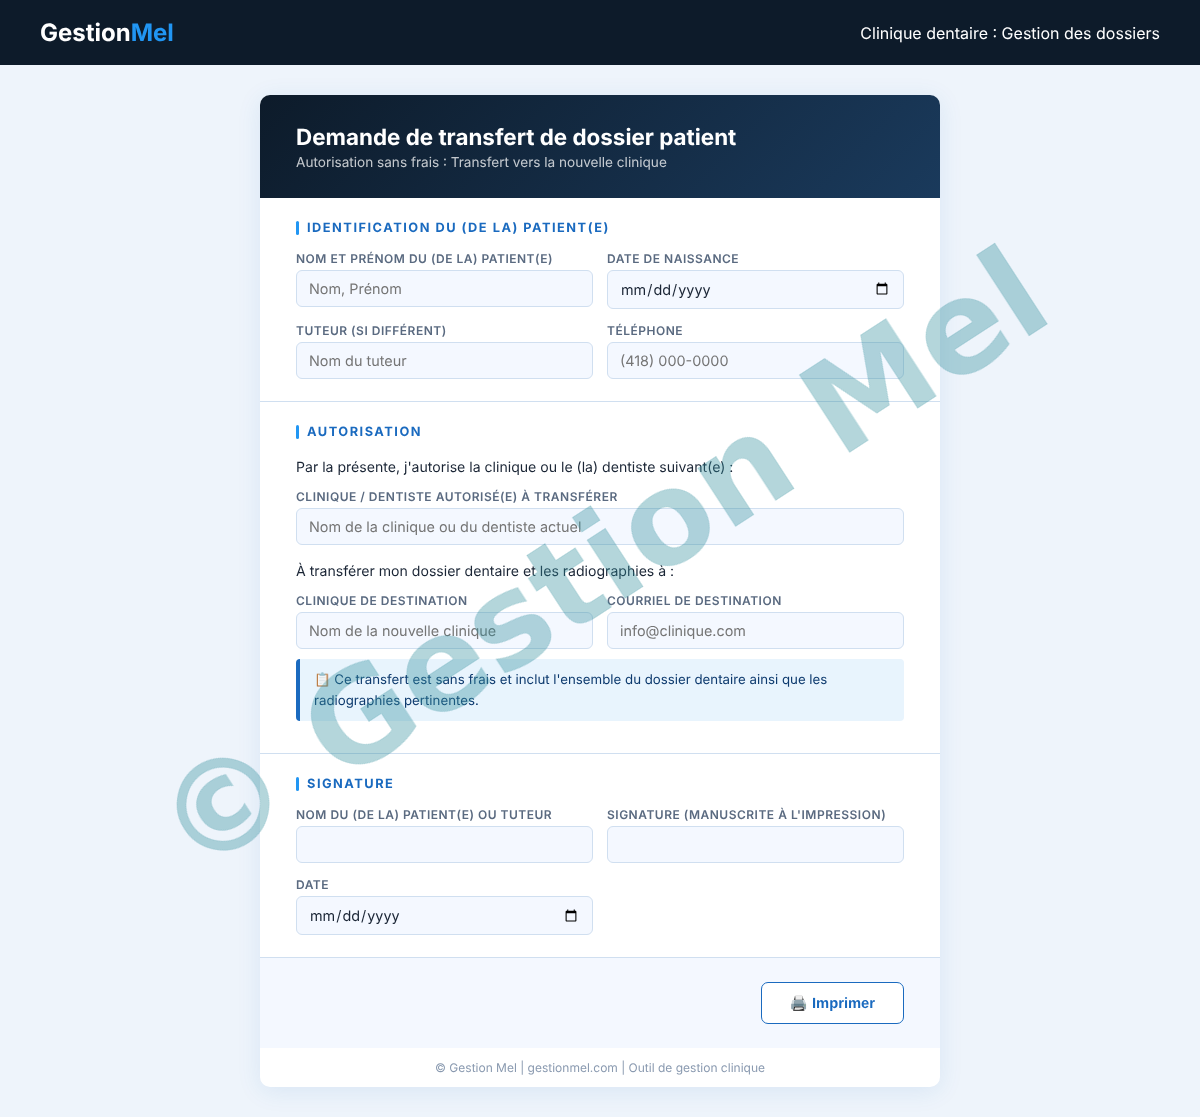 GestionMel
Clinique dentaire : Gestion des dossiers
Demande de transfert de dossier patient
Autorisation sans frais : Transfert vers la nouvelle clinique
IDENTIFICATION DU (DE LA) PATIENT(E)
NOM ET PRÉNOM DU (DE LA) PATIENT(E)
DATE DE NAISSANCE
Nom, Prénom
mm/dd/yyyy
TUTEUR (SI DIFFÉRENT)
TÉLÉPHONE
Nom du tuteur
(418) 000-0000
AUTORISATION
Par la présente, j'autorise la clinique ou le (la) dentiste suivant(e) :
CLINIQUE / DENTISTE AUTORISÉ(E) À TRANSFÉRER
Nom de la clinique ou du dentiste actuel
À transférer mon dossier dentaire et les radiographies à :
CLINIQUE DE DESTINATION
COURRIEL DE DESTINATION
Nom de la nouvelle clinique
info@clinique.com
📋 Ce transfert est sans frais et inclut l'ensemble du dossier dentaire ainsi que les
radiographies pertinentes.
SIGNATURE
NOM DU (DE LA) PATIENT(E) OU TUTEUR
SIGNATURE (MANUSCRITE À L'IMPRESSION)
DATE
mm/dd/yyyy
🖨️ Imprimer
© Gestion Mel | gestionmel.com | Outil de gestion clinique
© Gestion Mel